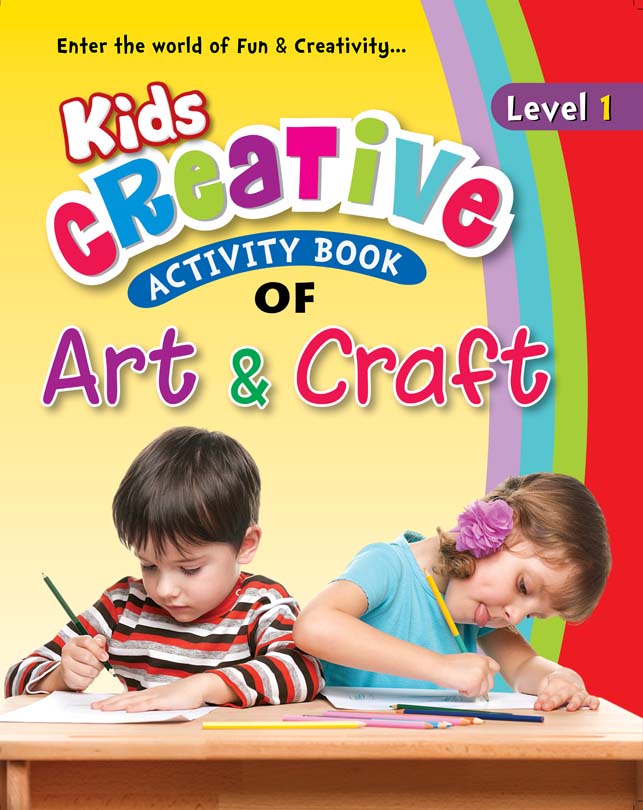 Enter the world of Fun & Creativity...
Level 1
Kids
CReaTive
ACTIVITY BOOK
OF
Art & Craft